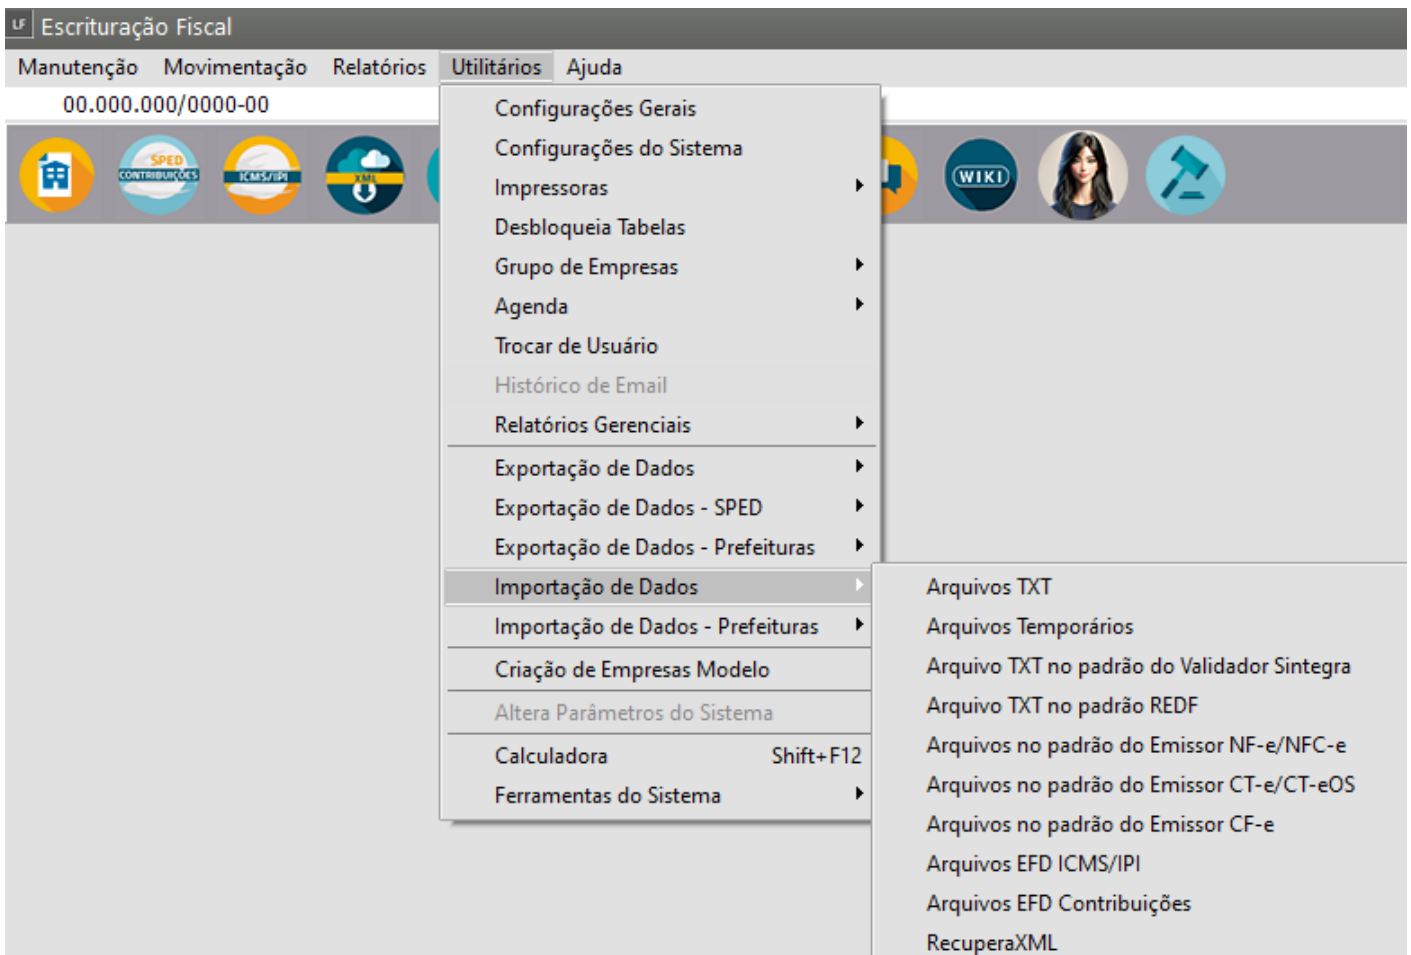 LF Escrituração Fiscal
Manutenção Movimentação Relatórios Utilitários Ajuda
00.000.000/0000-00
SPED CONTRIBUIÇÕES
ICMS/IPI
XML
WIKI
Configurações Gerais
Configurações do Sistema
Impressoras
Desbloqueia Tabelas
Grupo de Empresas
Agenda
Trocar de Usuário
Histórico de Email
Relatórios Gerenciais
Exportação de Dados
Exportação de Dados - SPED
Exportação de Dados - Prefeituras
Importação de Dados
Importação de Dados - Prefeituras
Criação de Empresas Modelo
Altera Parâmetros do Sistema
Calculadora Shift+F12
Ferramentas do Sistema
Arquivos TXT
Arquivos Temporários
Arquivo TXT no padrão do Validador Sintegra
Arquivo TXT no padrão REDF
Arquivos no padrão do Emissor NF-e/NFC-e
Arquivos no padrão do Emissor CT-e/CT-eOS
Arquivos no padrão do Emissor CF-e
Arquivos EFD ICMS/IPI
Arquivos EFD Contribuições
RecuperaXML